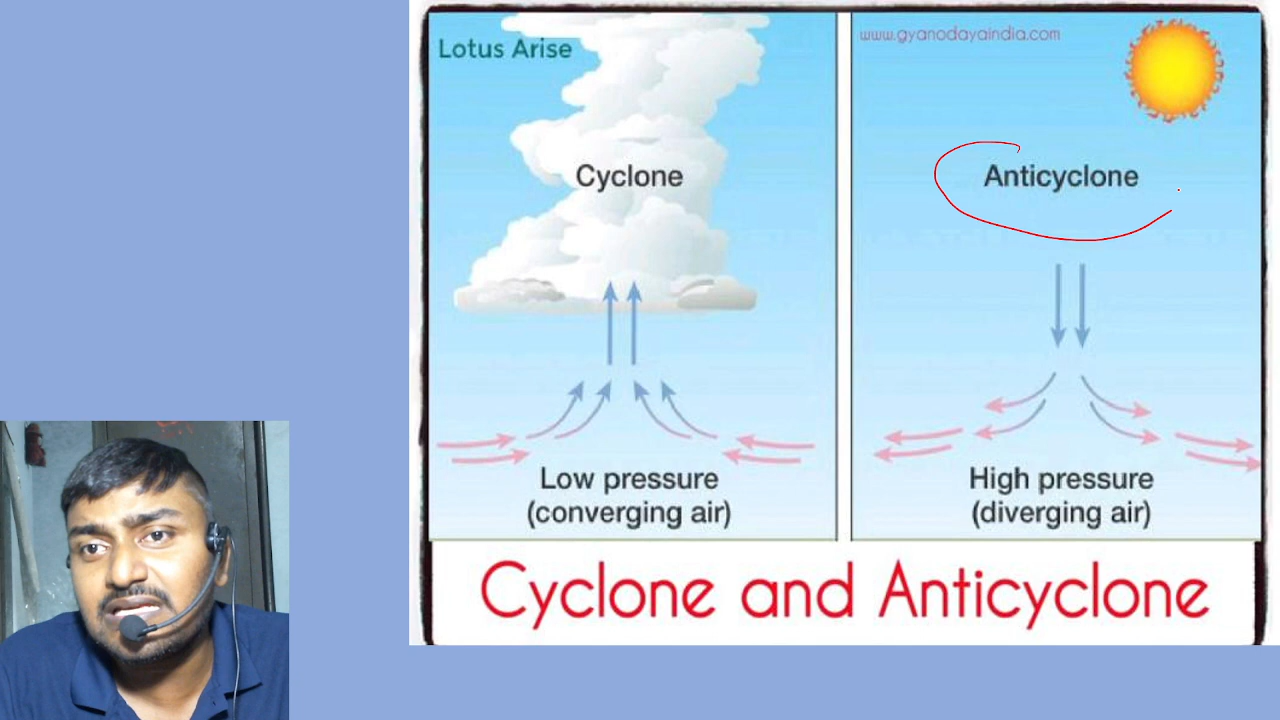 Lotus Arise
www.gyanodayaindia.com
Cyclone
Anticyclone
Low pressure
(converging air)
High pressure
(diverging air)
Cyclone and Anticyclone